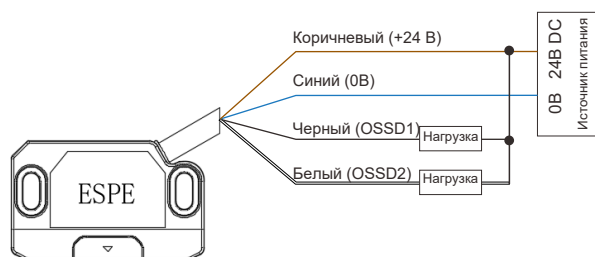 Коричневый (+24 В)
Синий (0В)
Черный (OSSD1)
Нагрузка
Белый (OSSD2)
Нагрузка
0В 24В DC
Источник питания
ESPE